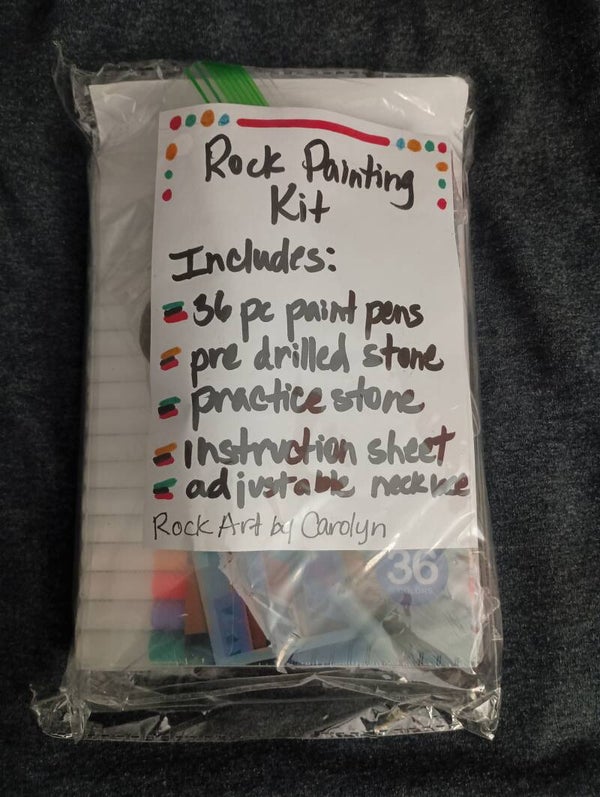 Rock Painting
Kit
Includes:
36 pc paint pens
pre drilled stone
practice stone
instruction sheet
adjustable necklace
Rock Art by Carolyn
36
COLORS